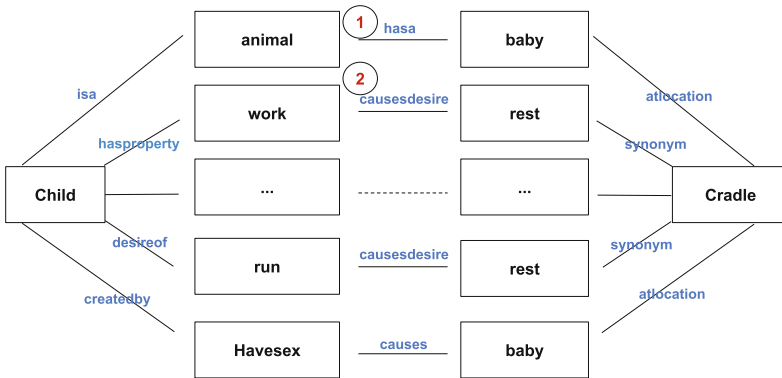 animal
1
hasa
baby
isa
atlocation
work
2
causesdesire
rest
hasproperty
synonym
Child
...
...
Cradle
desireof
run
causesdesire
rest
synonym
createdby
atlocation
Havesex
causes
baby